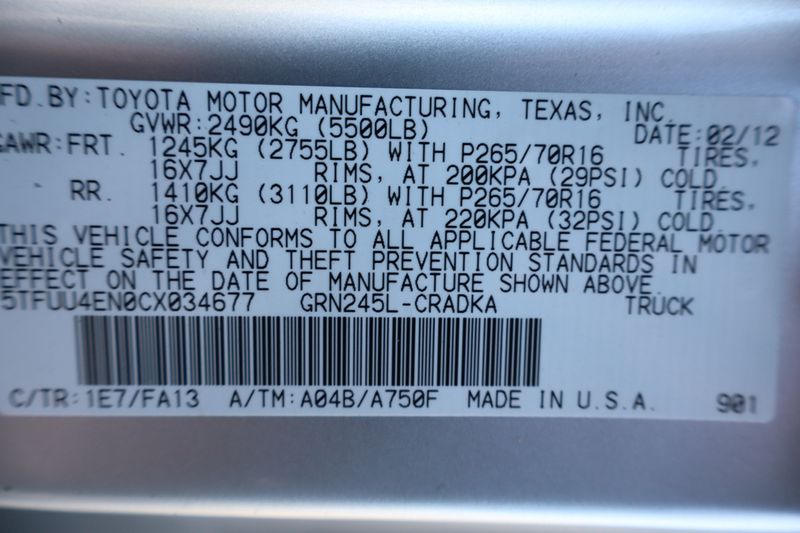 FD. BY: TOYOTA MOTOR MANUFACTURING, TEXAS, INC.
GVWR: 2490KG (5500LB) DATE: 02/12
GAWR: FRT. 1245KG (2755LB) WITH P265/70R16 TIRES,
16X7JJ RIMS, AT 200KPA (29PSI) COLD.
RR. 1410KG (3110LB) WITH P265/70R16 TIRES,
16X7JJ RIMS, AT 220KPA (32PSI) COLD.
THIS VEHICLE CONFORMS TO ALL APPLICABLE FEDERAL MOTOR
VEHICLE SAFETY AND THEFT PREVENTION STANDARDS IN
EFFECT ON THE DATE OF MANUFACTURE SHOWN ABOVE.
5TFUU4EN0CX034677 GRN245L-CRADKA TRUCK
C/TR: 1E7/FA13 A/TM: A04B/A750F MADE IN U.S.A. 901